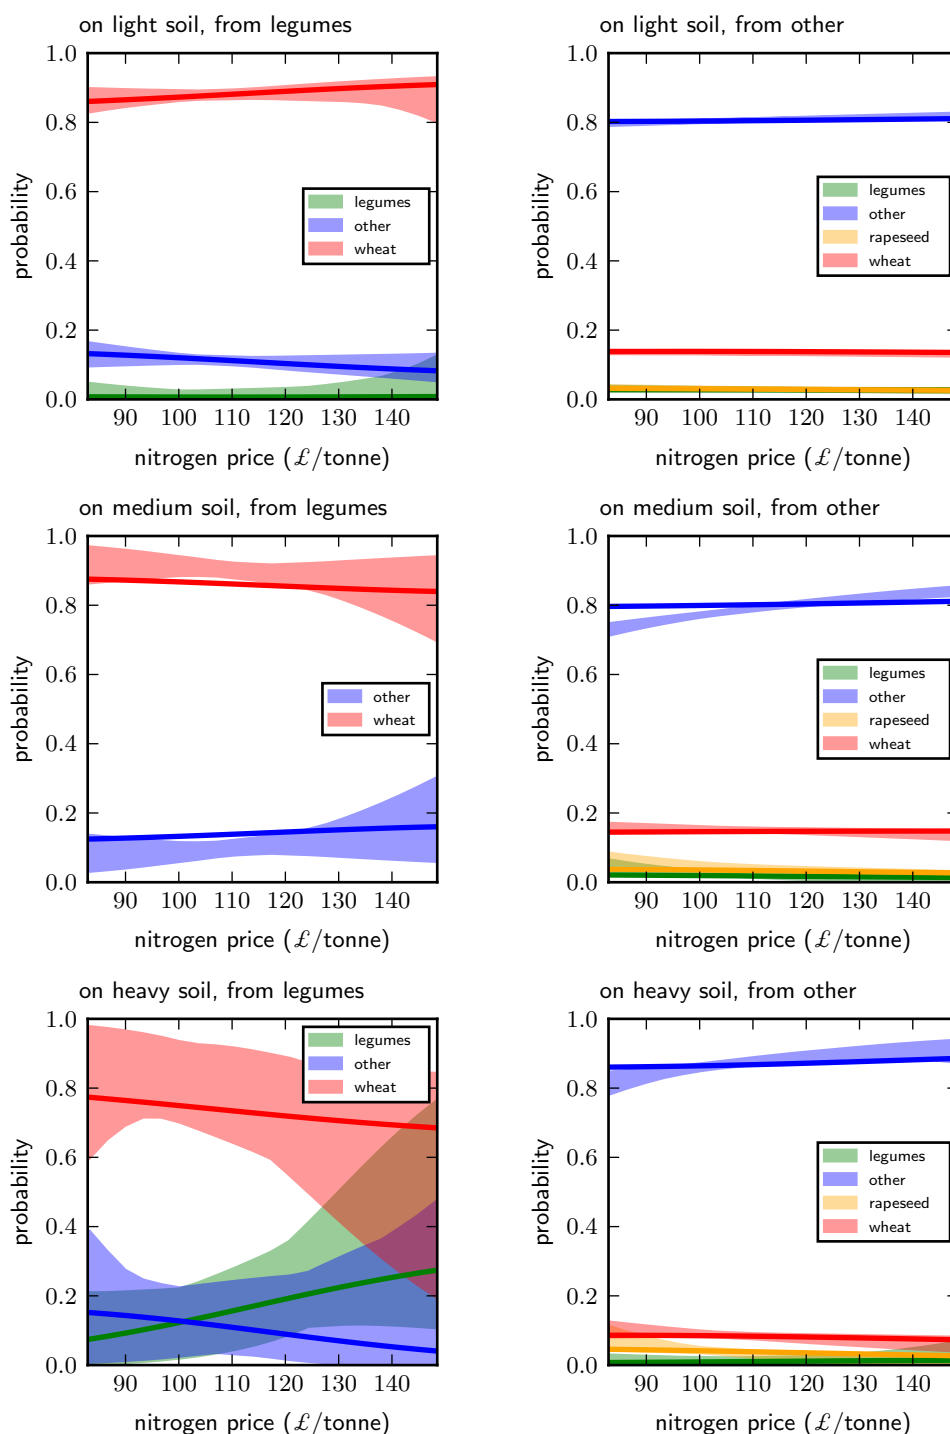 on light soil, from legumes
1.0
0.8
0.6
0.4
0.2
0.0
probability
legumes
other
wheat
90 100 110 120 130 140
nitrogen price (£/tonne)
on light soil, from other
1.0
0.8
0.6
0.4
0.2
0.0
probability
legumes
other
rapeseed
wheat
90 100 110 120 130 140
nitrogen price (£/tonne)
on medium soil, from legumes
1.0
0.8
0.6
0.4
0.2
0.0
probability
other
wheat
90 100 110 120 130 140
nitrogen price (£/tonne)
on medium soil, from other
1.0
0.8
0.6
0.4
0.2
0.0
probability
legumes
other
rapeseed
wheat
90 100 110 120 130 140
nitrogen price (£/tonne)
on heavy soil, from legumes
1.0
0.8
0.6
0.4
0.2
0.0
probability
legumes
other
wheat
90 100 110 120 130 140
nitrogen price (£/tonne)
on heavy soil, from other
1.0
0.8
0.6
0.4
0.2
0.0
probability
legumes
other
rapeseed
wheat
90 100 110 120 130 140
nitrogen price (£/tonne)